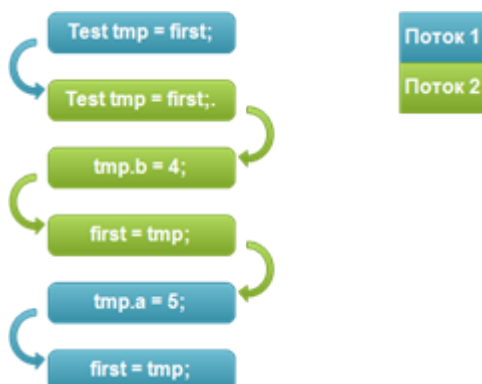 Test tmp = first;
Test tmp = first;.
tmp.b = 4;
first = tmp;
tmp.a = 5;
first = tmp;
Поток 1
Поток 2